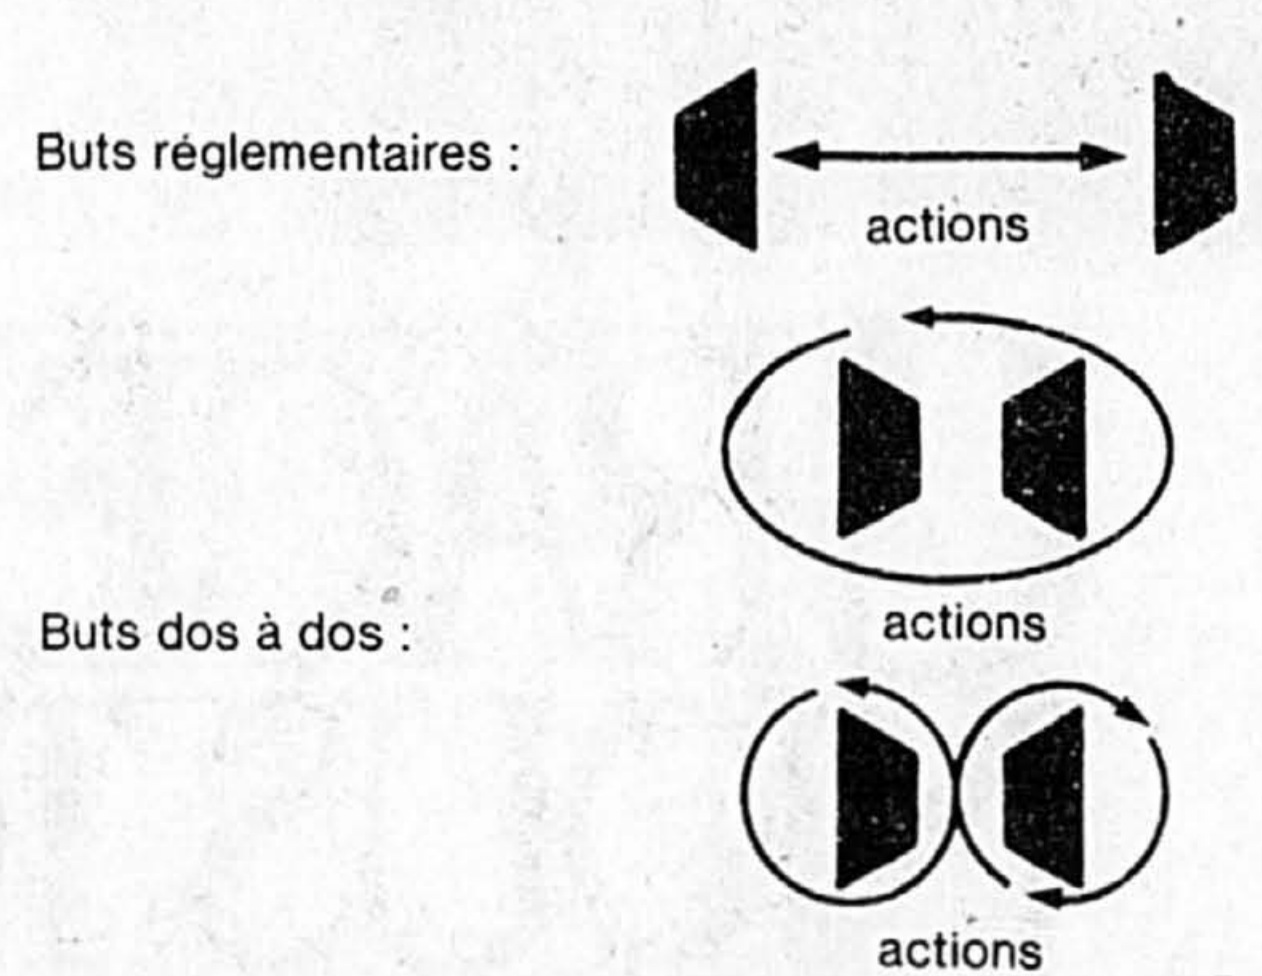 Buts réglementaires :
actions
actions
Buts dos à dos :
actions